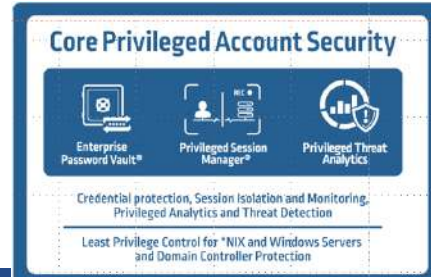 Core Privileged Account Security
REC
Enterprise Password Vault®
Privileged Session Manager®
Privileged Threat Analytics
Credential protection, Session Isolation and Monitoring,
Privileged Analytics and Threat Detection
Least Privilege Control for *NIX and Windows Servers
and Domain Controller Protection